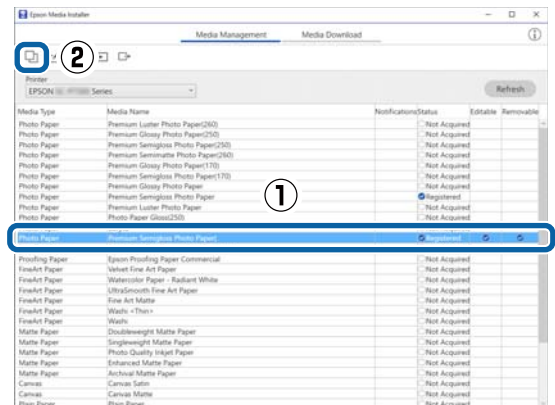 Epson Media Installer
Media Management Media Download
②
Printer
EPSON Series
Refresh
Media Type Media Name Notifications Status Editable Removable
Photo Paper Premium Luster Photo Paper(260) Not Acquired
Photo Paper Premium Glossy Photo Paper(250) Not Acquired
Photo Paper Premium Semigloss Photo Paper(250) Not Acquired
Photo Paper Premium Semimatte Photo Paper(260) Not Acquired
Photo Paper Premium Glossy Photo Paper(170) Not Acquired
Photo Paper Premium Semigloss Photo Paper(170) Not Acquired
Photo Paper Premium Glossy Photo Paper Not Acquired
Photo Paper Premium Semigloss Photo Paper Registered
①
Photo Paper Premium Luster Photo Paper Not Acquired
Photo Paper Photo Paper Gloss(250) Not Acquired
Photo Paper Premium Semigloss Photo Paper( Registered
Proofing Paper Epson Proofing Paper Commercial Not Acquired
FineArt Paper Velvet Fine Art Paper Not Acquired
FineArt Paper Watercolor Paper - Radiant White Not Acquired
FineArt Paper UltraSmooth Fine Art Paper Not Acquired
FineArt Paper Fine Art Matte Not Acquired
FineArt Paper Washi <Thin> Not Acquired
FineArt Paper Washi Not Acquired
Matte Paper Doubleweight Matte Paper Not Acquired
Matte Paper Singleweight Matte Paper Not Acquired
Matte Paper Photo Quality Inkjet Paper Not Acquired
Matte Paper Enhanced Matte Paper Not Acquired
Matte Paper Archival Matte Paper Not Acquired
Canvas Canvas Satin Not Acquired
Canvas Canvas Matte Not Acquired
Plain Paper Plain Paper Not Acquired